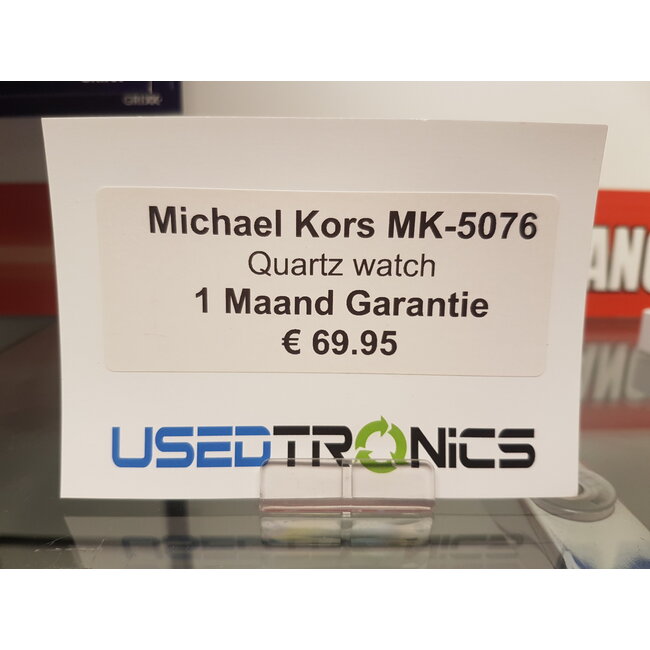 Michael Kors MK-5076
Quartz watch
1 Maand Garantie
€ 69.95
USEDTRONiCS